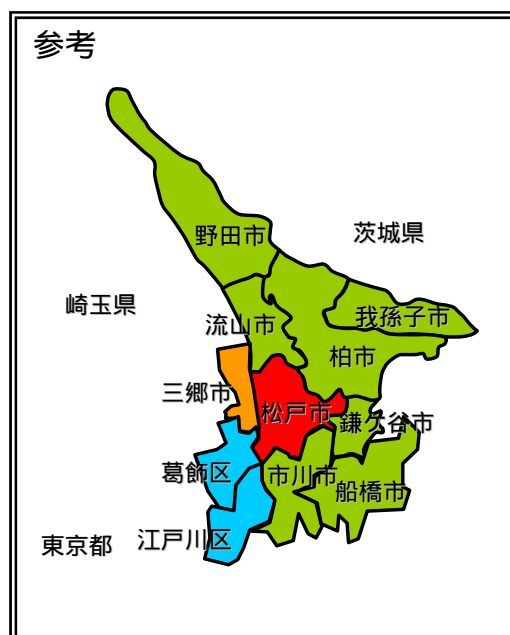 参考
野田市
茨城県
崎玉県
流山市
我孫子市
柏市
三郷市
松戸市
鎌ケ谷市
葛飾区
市川市
船橋市
東京都
江戸川区